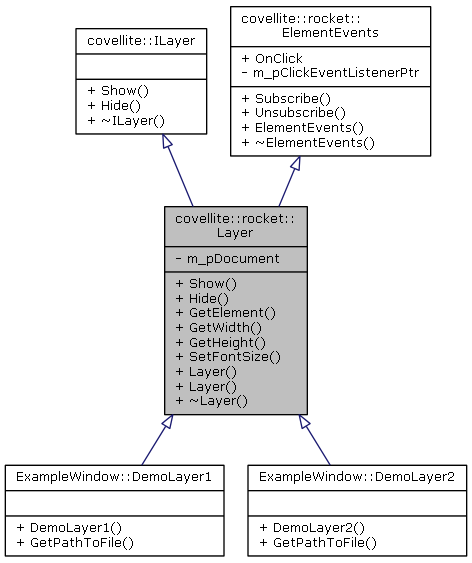 covellite::ILayer
+ Show()
+ Hide()
+ ~ILayer()
covellite::rocket::
ElementEvents
+ OnClick
- m_pClickEventListenerPtr
+ Subscribe()
+ Unsubscribe()
+ ElementEvents()
+ ~ElementEvents()
covellite::rocket::
Layer
- m_pDocument
+ Show()
+ Hide()
+ GetElement()
+ GetWidth()
+ GetHeight()
+ SetFontSize()
+ Layer()
+ Layer()
+ ~Layer()
ExampleWindow::DemoLayer1
+ DemoLayer1()
+ GetPathToFile()
ExampleWindow::DemoLayer2
+ DemoLayer2()
+ GetPathToFile()